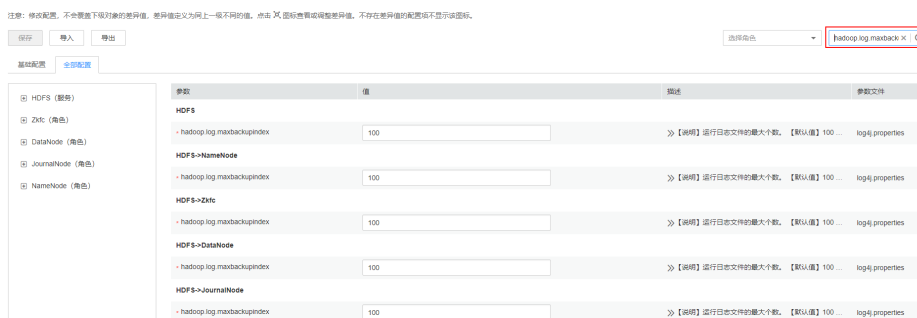 注意：修改配置，不会覆盖下级对象的差异值，差异值定义为同上一级不同的值。点击 图标查看或调整差异值。不存在差异值的配置项不显示该图标。
保存 导入 导出 选择角色 hadoop.log.maxback
基础配置 全部配置
参数 值 描述 参数文件
HDFS（服务）
Zkfc（角色）
DataNode（角色）
JournalNode（角色）
NameNode（角色）
HDFS
* hadoop.log.maxbackupindex 100 【说明】运行日志文件的最大个数。 【默认值】100 ... log4j.properties
HDFS->NameNode
* hadoop.log.maxbackupindex 100 【说明】运行日志文件的最大个数。 【默认值】100 ... log4j.properties
HDFS->Zkfc
* hadoop.log.maxbackupindex 100 【说明】运行日志文件的最大个数。 【默认值】100 ... log4j.properties
HDFS->DataNode
* hadoop.log.maxbackupindex 100 【说明】运行日志文件的最大个数。 【默认值】100 ... log4j.properties
HDFS->JournalNode
* hadoop.log.maxbackupindex 100 【说明】运行日志文件的最大个数。 【默认值】100 ... log4j.properties